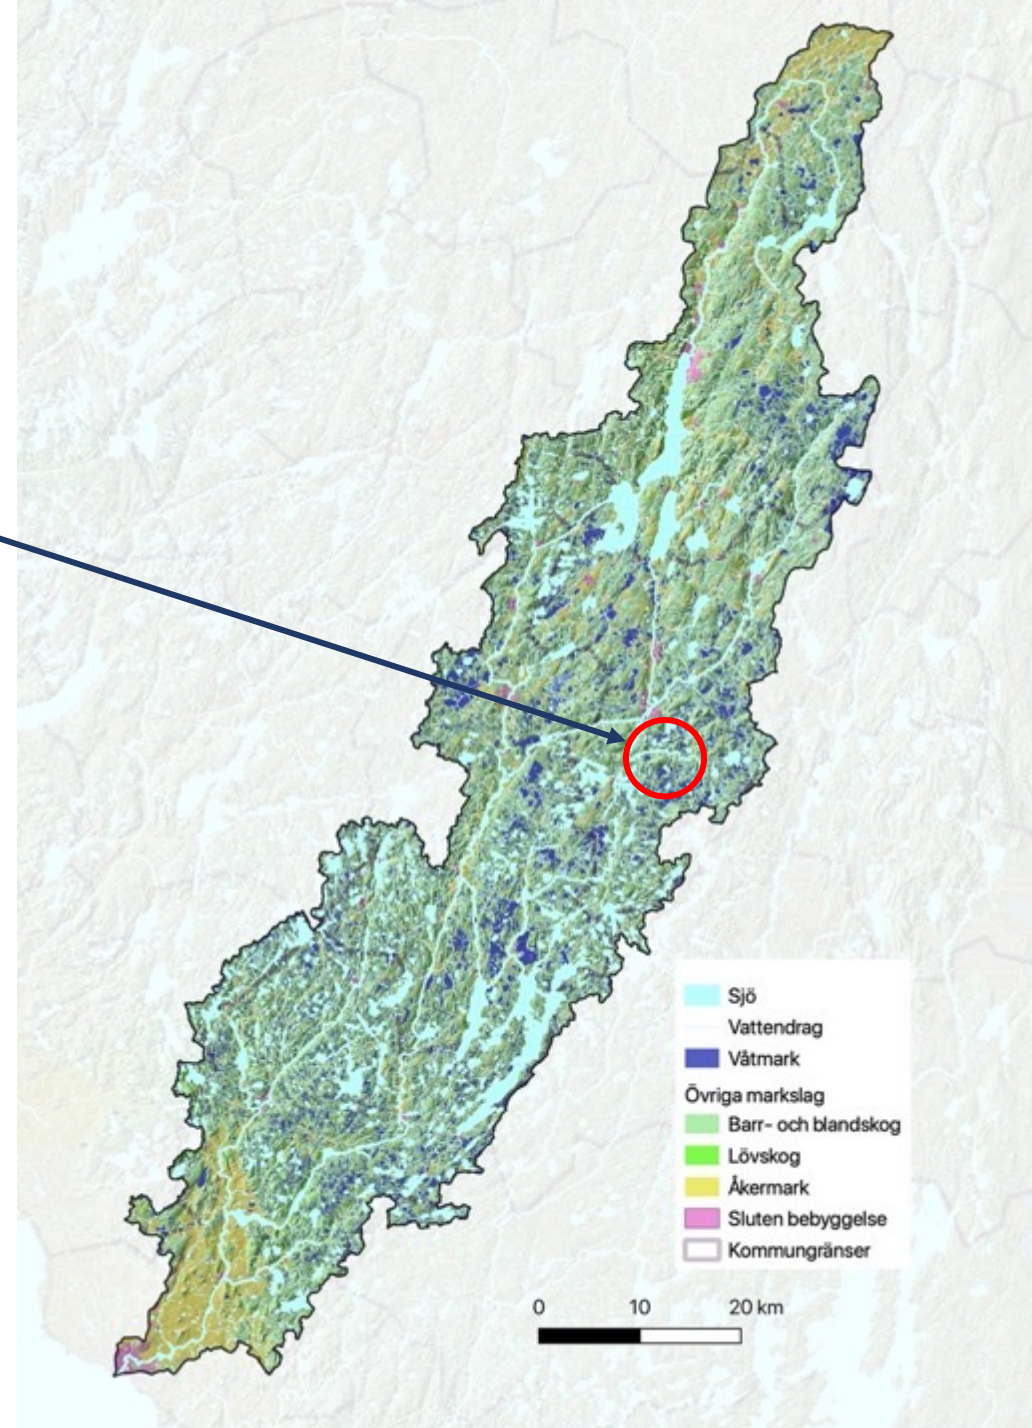 Sjö
Vattendrag
Våtmark
Övriga markslag
Barr- och blandskog
Lövskog
Åkermark
Sluten bebyggelse
Kommungränser
0 10 20 km